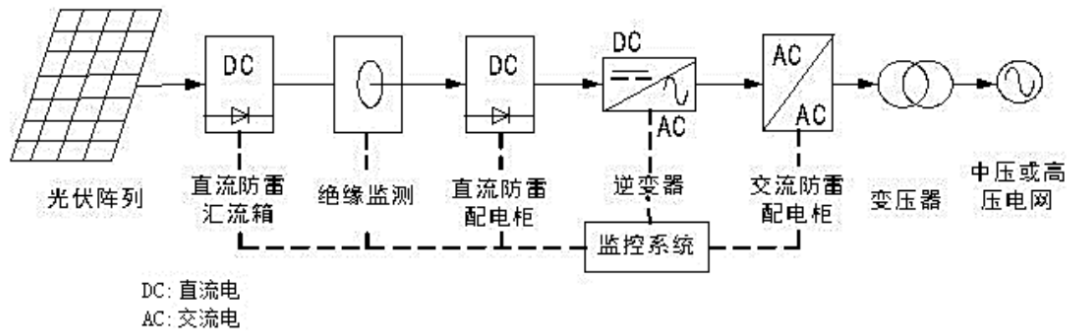 DC
DC
DC
AC
AC
AC
光伏阵列
直流防雷
汇流箱
绝缘监测
直流防雷
配电柜
逆变器
交流防雷
配电柜
变压器
中压或高
压电网
监控系统
DC: 直流电
AC: 交流电